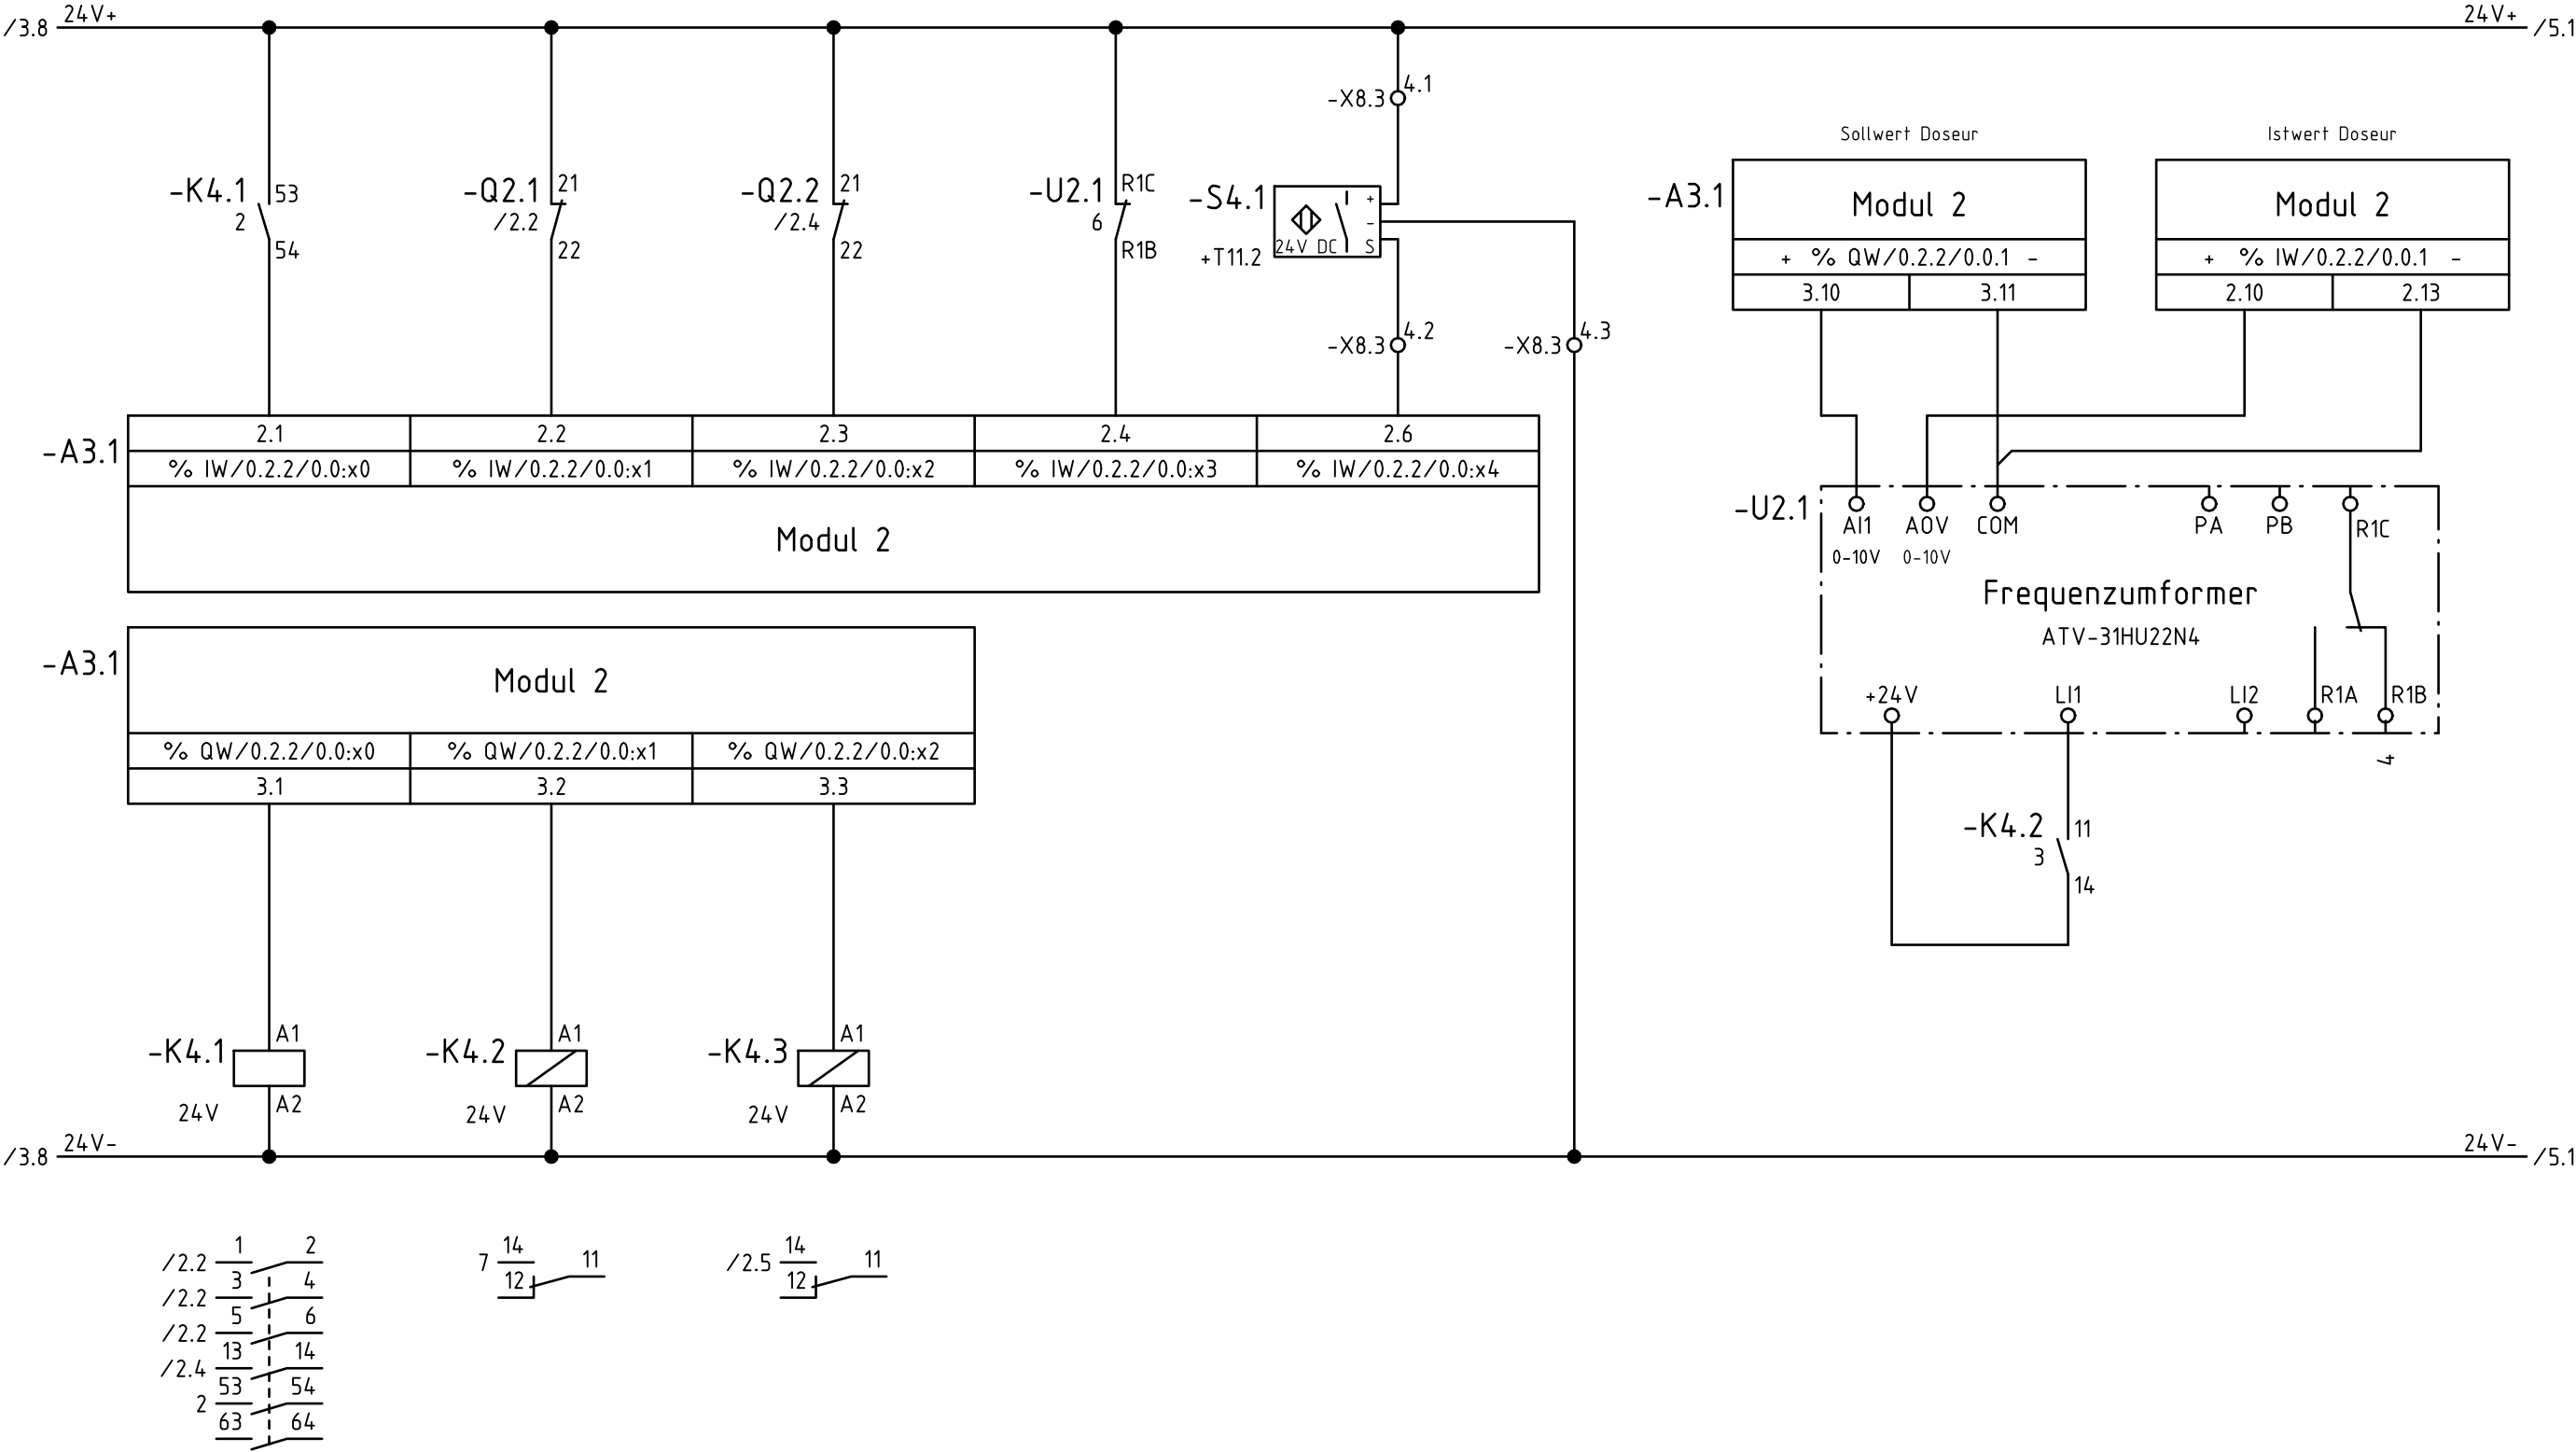 24V+ 24V+
/3.8 /5.1
-X8.3 4.1
Sollwert Doseur Istwert Doseur
-K4.1 53
2
54
-Q2.1 21
/2.2
22
-Q2.2 21
/2.4
22
-U2.1 R1C
6
R1B
-S4.1 +
-
24V DC S
+T11.2
-A3.1 Modul 2 Modul 2
+ % QW/0.2.2/0.0.1 - + % IW/0.2.2/0.0.1 -
3.10 3.11 2.10 2.13
-X8.3 4.2 -X8.3 4.3
-A3.1
2.1 2.2 2.3 2.4 2.6
% IW/0.2.2/0.0:x0 % IW/0.2.2/0.0:x1 % IW/0.2.2/0.0:x2 % IW/0.2.2/0.0:x3 % IW/0.2.2/0.0:x4
Modul 2
-U2.1
AI1 AOV COM PA PB R1C
0-10V 0-10V
Frequenzumformer
ATV-31HU22N4
+24V LI1 LI2 R1A R1B
4
-A3.1 Modul 2
% QW/0.2.2/0.0:x0 % QW/0.2.2/0.0:x1 % QW/0.2.2/0.0:x2
3.1 3.2 3.3
-K4.2 11
3
14
A1 A1 A1
-K4.1 -K4.2 -K4.3
24V A2 24V A2 24V A2
24V- 24V-
/3.8 /5.1
1 2
/2.2
3 4
/2.2
5 6
/2.2
13 14
/2.4
53 54
2
63 64
14 11
7
12
14 11
/2.5
12